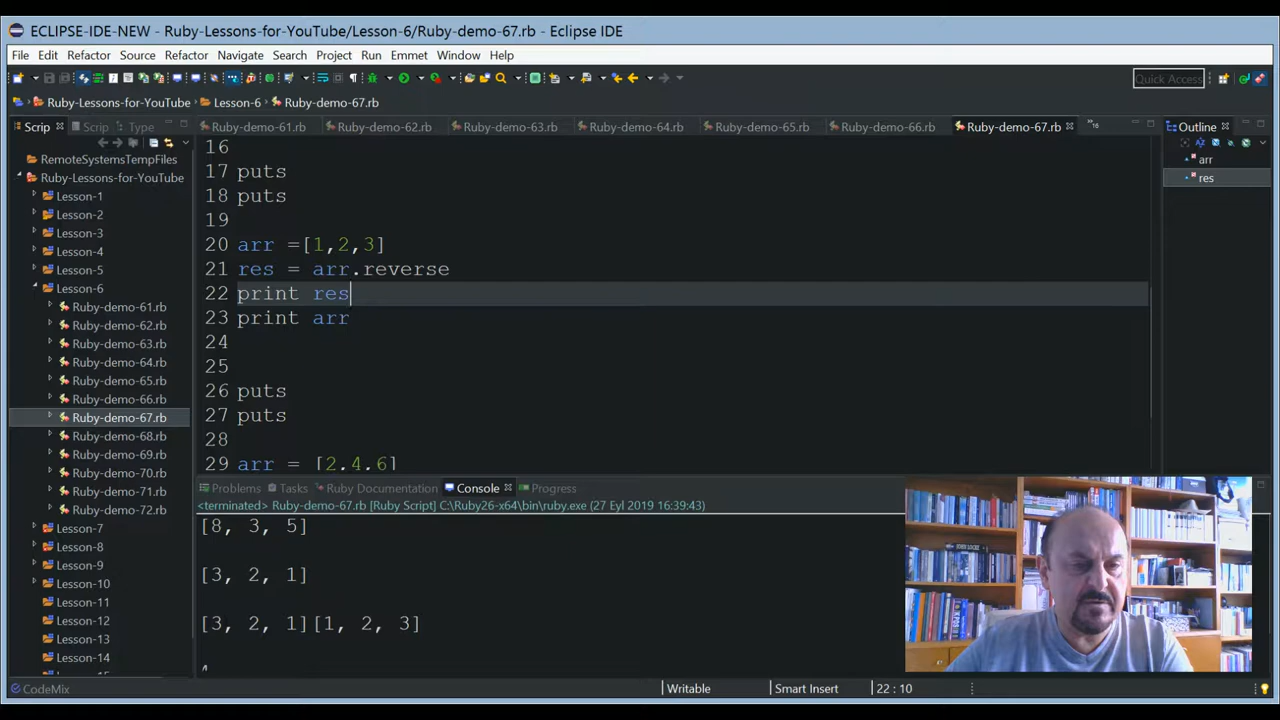 ECLIPSE-IDE-NEW - Ruby-Lessons-for-YouTube/Lesson-6/Ruby-demo-67.rb - Eclipse IDE
File Edit Refactor Source Refactor Navigate Search Project Run Emmet Window Help
Quick Access
Ruby-Lessons-for-YouTube Lesson-6 Ruby-demo-67.rb
Scrip Scrip Type
RemoteSystemsTempFiles
Ruby-Lessons-for-YouTube
Lesson-1
Lesson-2
Lesson-3
Lesson-4
Lesson-5
Lesson-6
Ruby-demo-61.rb
Ruby-demo-62.rb
Ruby-demo-63.rb
Ruby-demo-64.rb
Ruby-demo-65.rb
Ruby-demo-66.rb
Ruby-demo-67.rb
Ruby-demo-68.rb
Ruby-demo-69.rb
Ruby-demo-70.rb
Ruby-demo-71.rb
Ruby-demo-72.rb
Lesson-7
Lesson-8
Lesson-9
Lesson-10
Lesson-11
Lesson-12
Lesson-13
Lesson-14
Ruby-demo-61.rb Ruby-demo-62.rb Ruby-demo-63.rb Ruby-demo-64.rb Ruby-demo-65.rb Ruby-demo-66.rb Ruby-demo-67.rb »16
16
17 puts
18 puts
19
20 arr =[1,2,3]
21 res = arr.reverse
22 print res
23 print arr
24
25
26 puts
27 puts
28
29 arr = [2,4,6]
Outline
arr
res
Problems Tasks Ruby Documentation Console Progress
<terminated> Ruby-demo-67.rb [Ruby Script] C:\Ruby26-x64\bin\ruby.exe (27 Eyl 2019 16:39:43)
[8, 3, 5]
[3, 2, 1]
[3, 2, 1][1, 2, 3]
CodeMix Writable Smart Insert 22 : 10